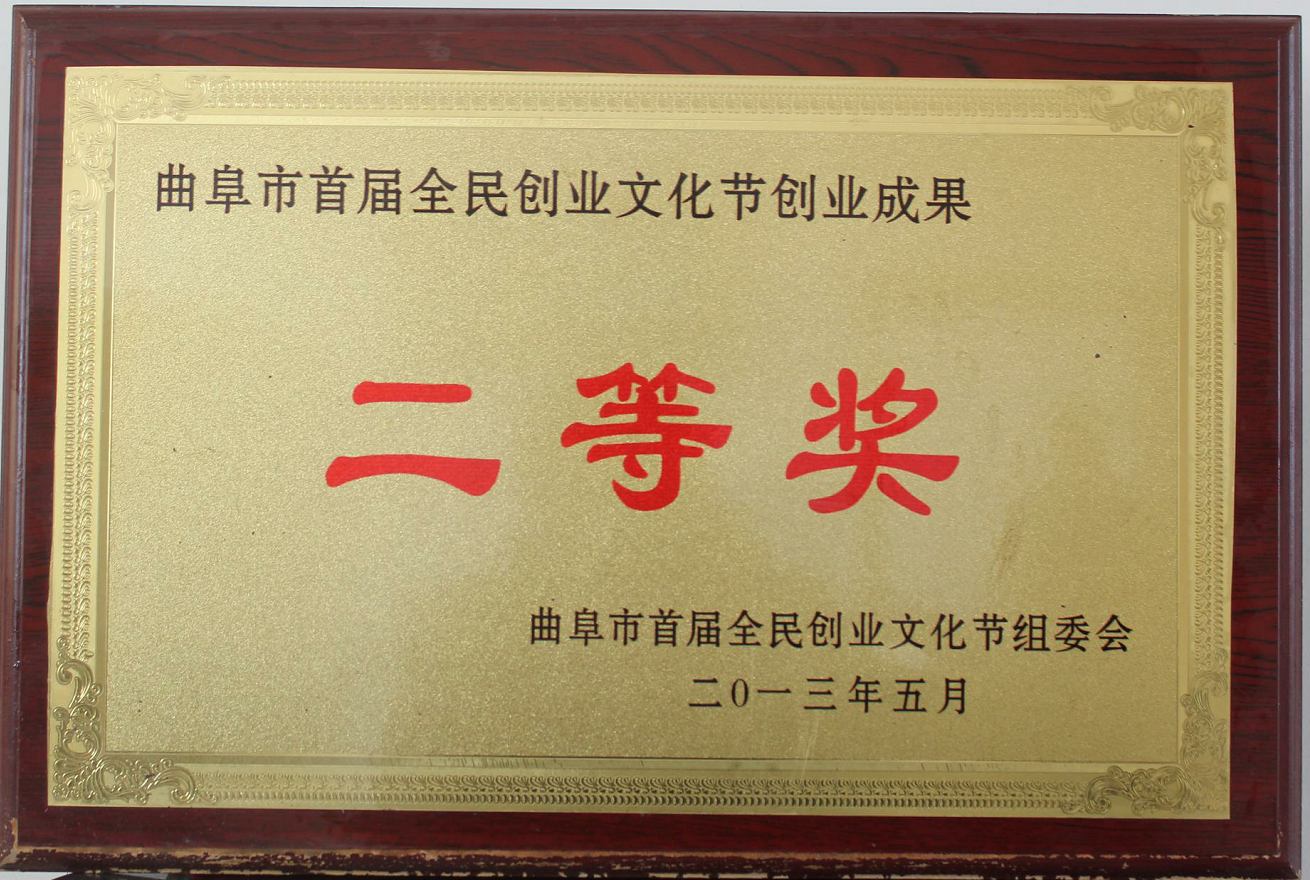 曲阜市首届全民创业文化节创业成果
二等奖
曲阜市首届全民创业文化节组委会
二0一三年五月